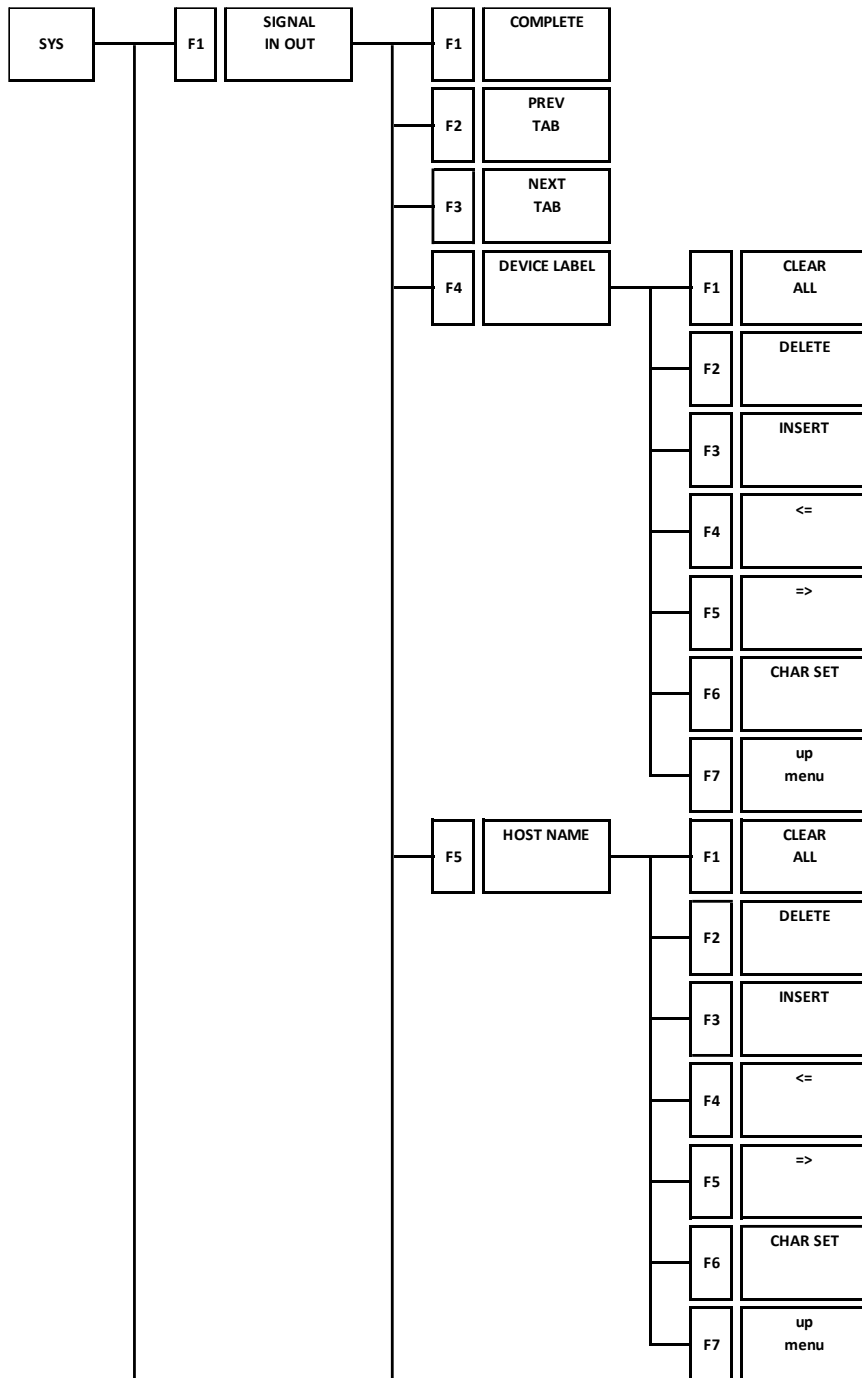 SYS
F1
SIGNAL
IN OUT
F1
COMPLETE
F2
PREV
TAB
F3
NEXT
TAB
F4
DEVICE LABEL
F1
CLEAR
ALL
F2
DELETE
F3
INSERT
F4
<=
F5
=>
F6
CHAR SET
F7
up
menu
F5
HOST NAME
F1
CLEAR
ALL
F2
DELETE
F3
INSERT
F4
<=
F5
=>
F6
CHAR SET
F7
up
menu